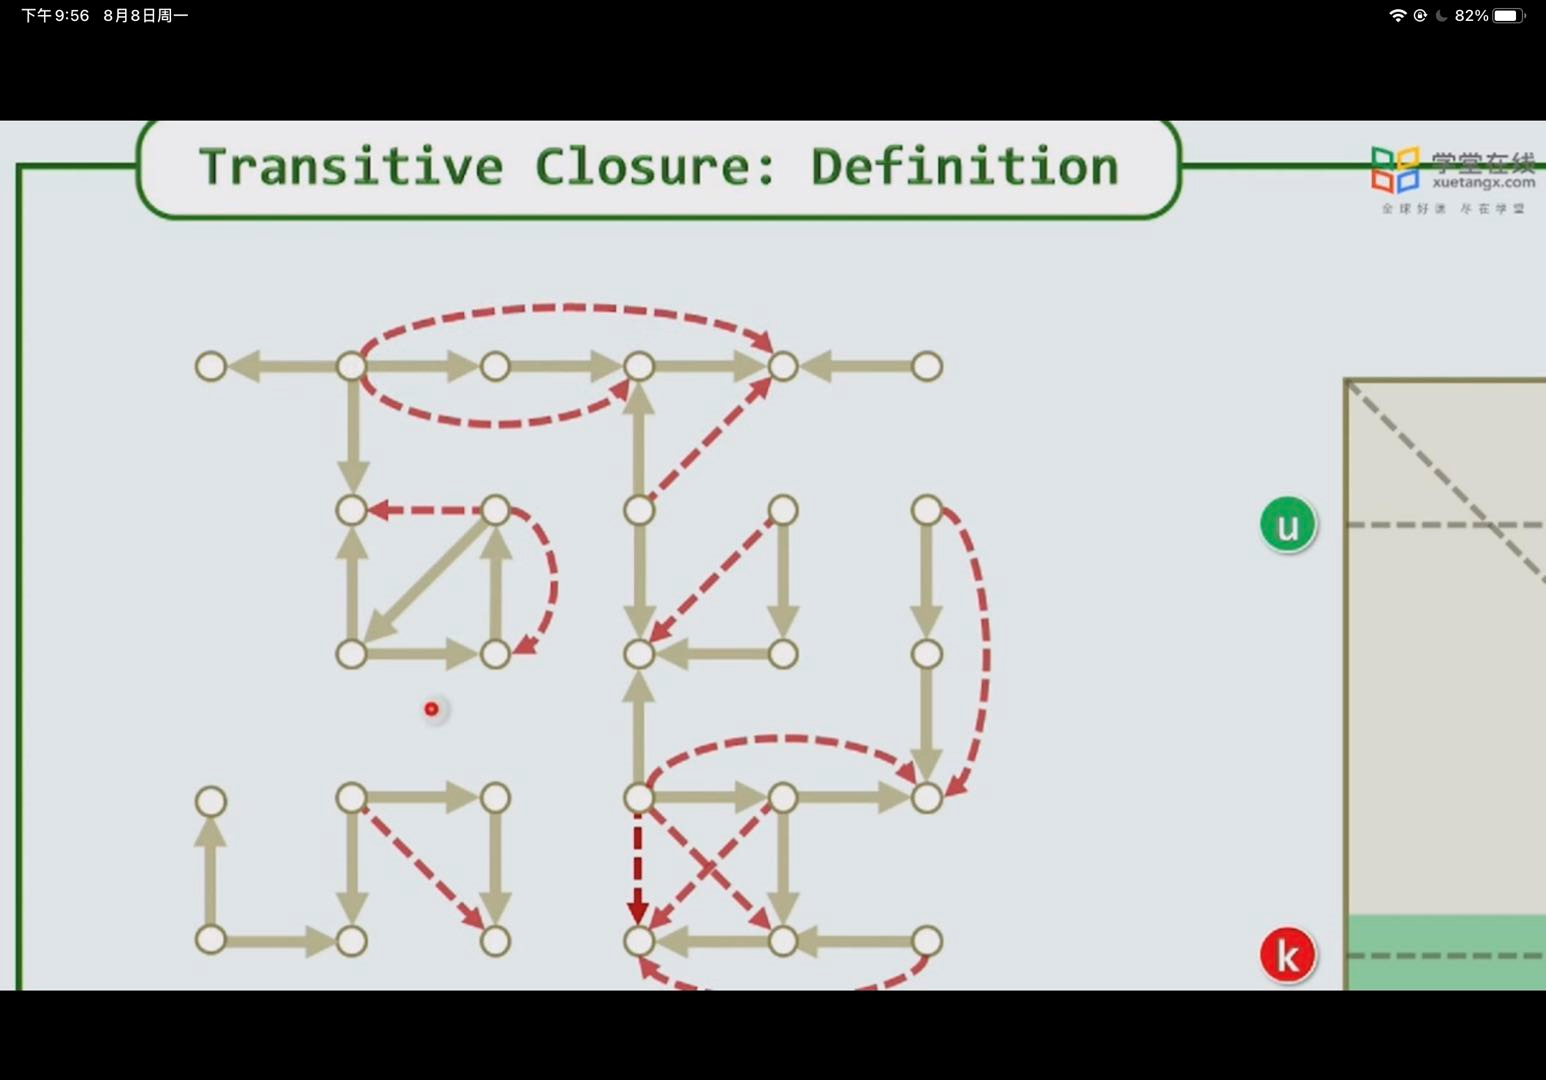 下午9:56 8月8日周一
82%
Transitive Closure: Definition
学堂在线
xuetangx.com
全球好课 尽在学堂
u
k